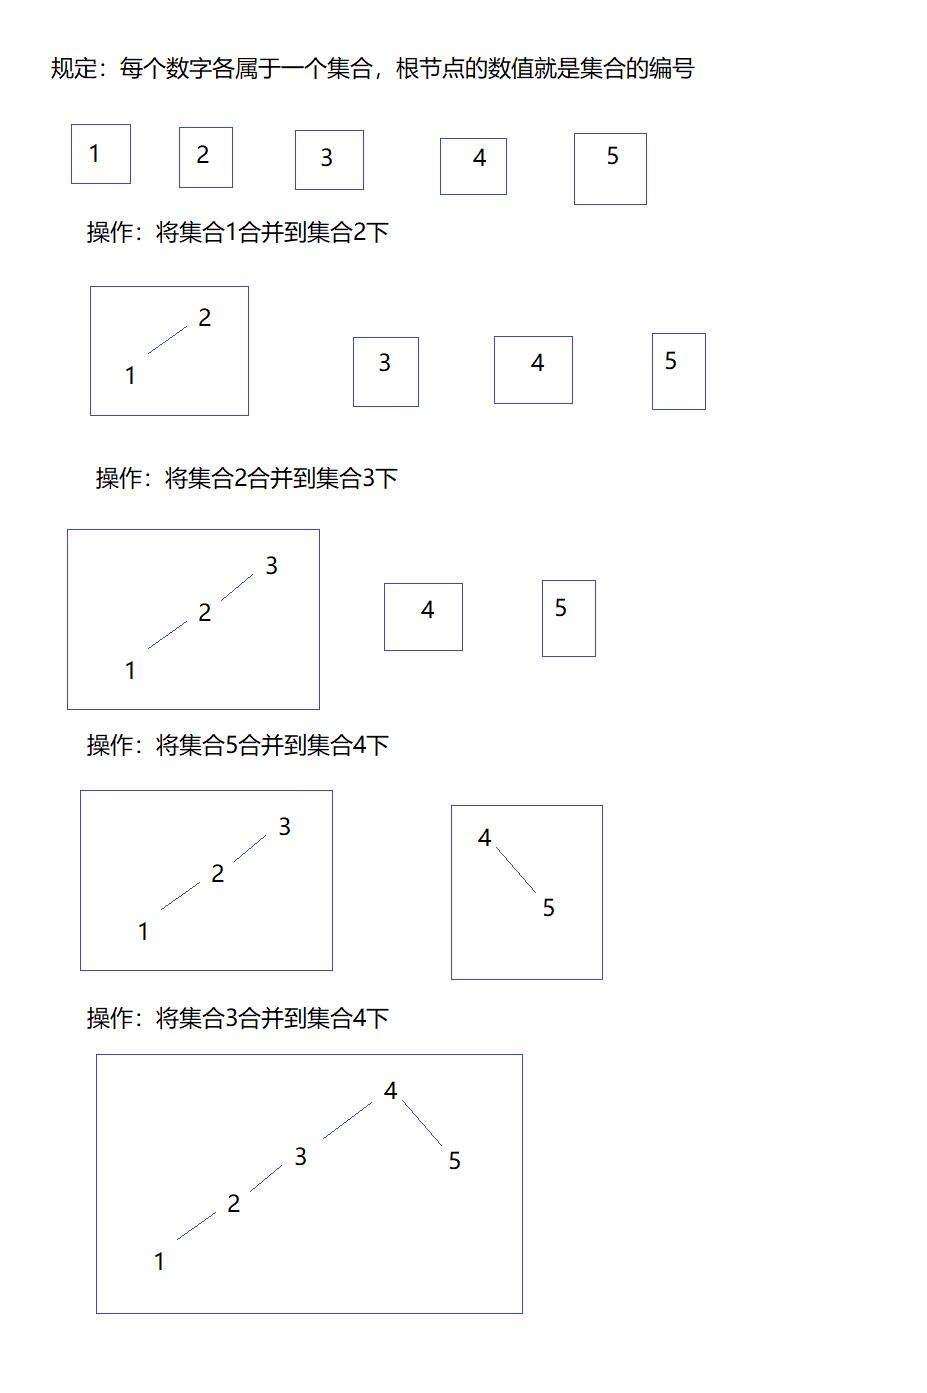 规定：每个数字各属于一个集合，根节点的数值就是集合的编号
1 2 3 4 5
操作：将集合1合并到集合2下
2
1 3 4 5
操作：将集合2合并到集合3下
3
2 4 5
1
操作：将集合5合并到集合4下
3 4
2
1 5
操作：将集合3合并到集合4下
4
3 5
2
1